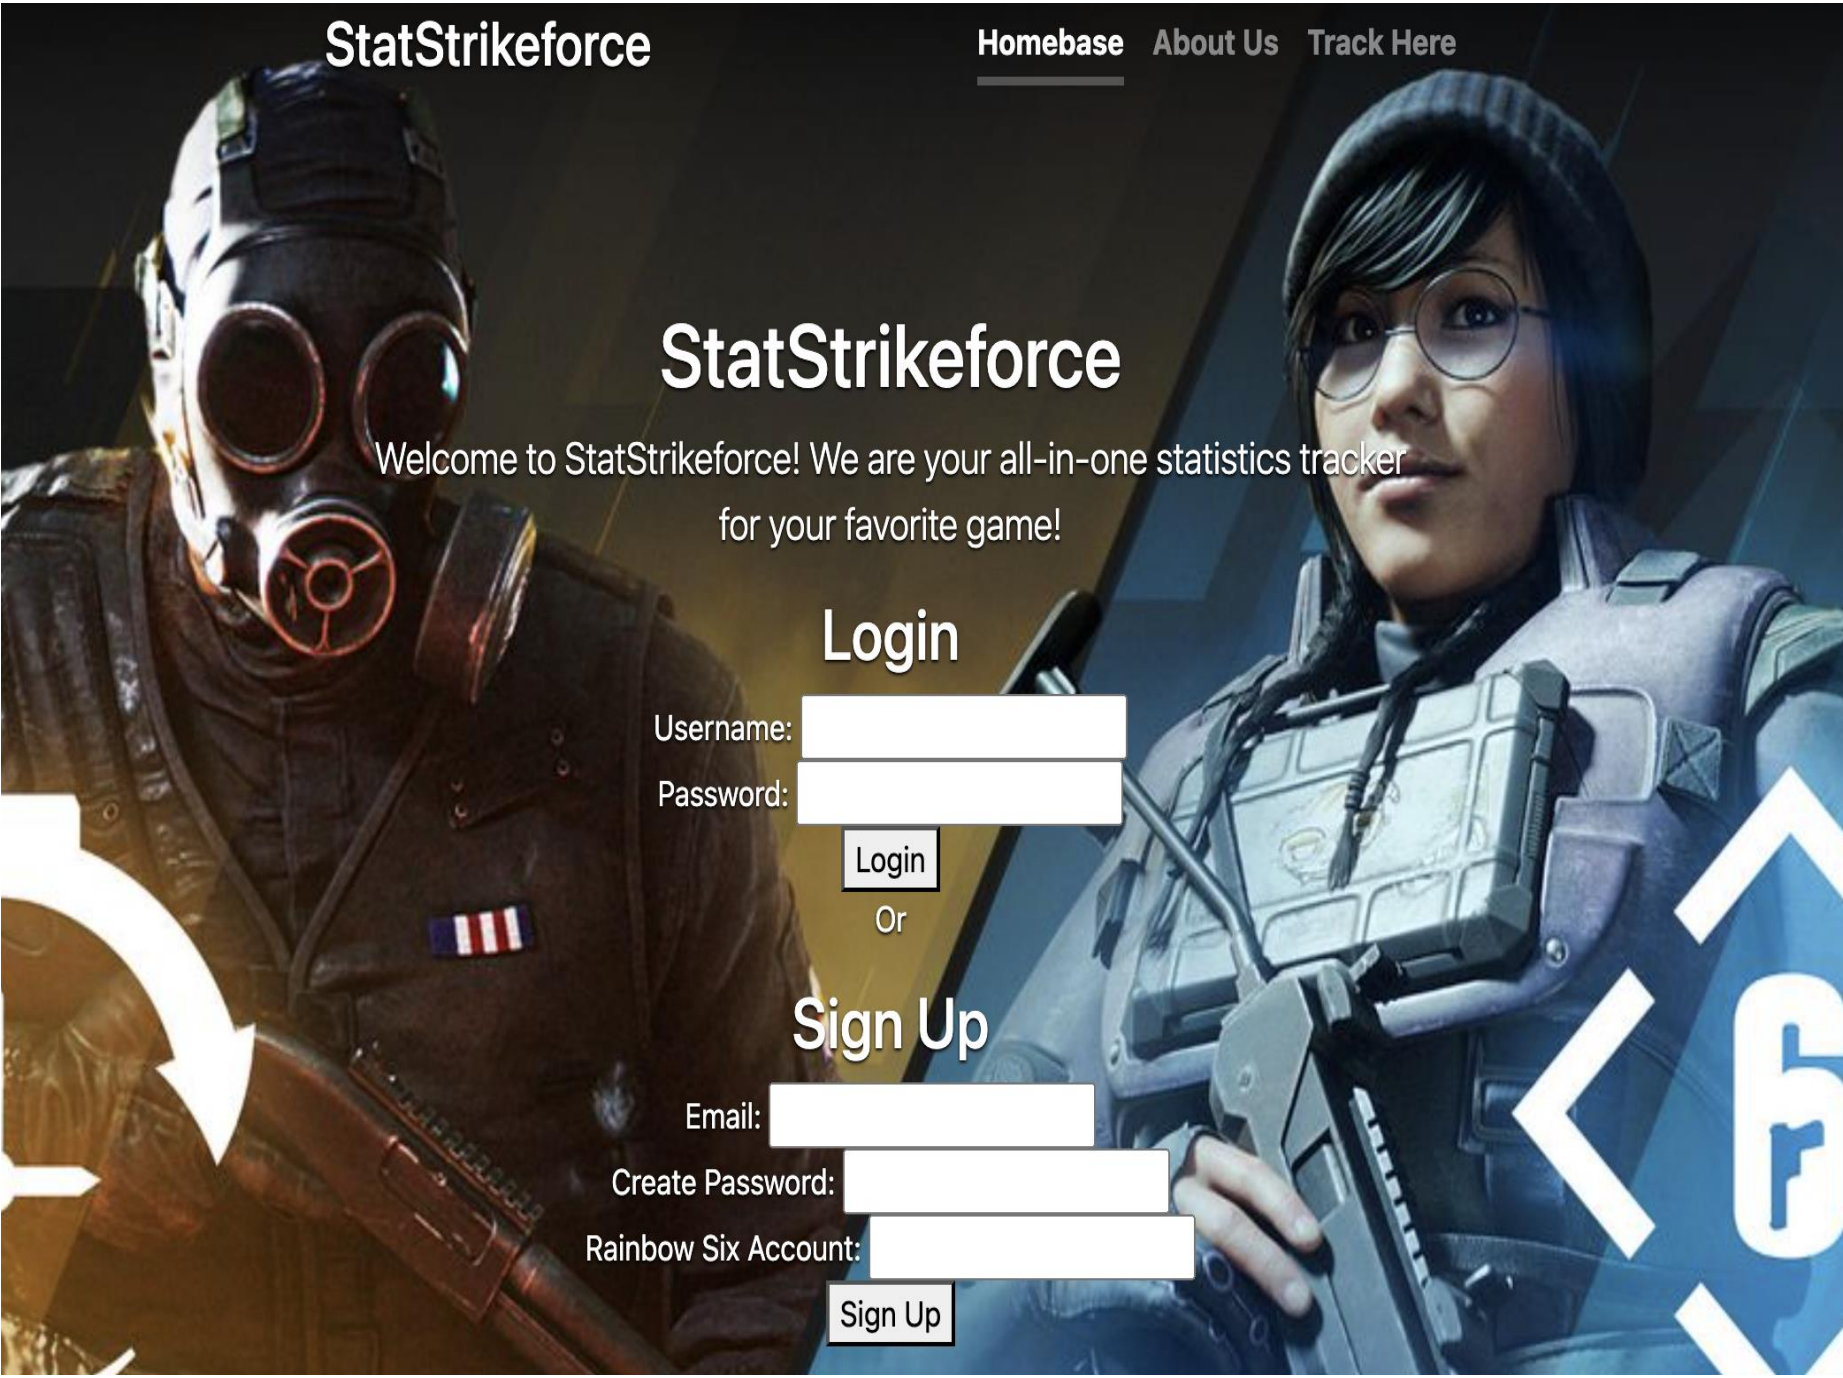 StatStrikeforce
Homebase About Us Track Here
StatStrikeforce
Welcome to StatStrikeforce! We are your all-in-one statistics tracker
for your favorite game!
Login
Username:
Password:
Login
Or
Sign Up
Email:
Create Password:
Rainbow Six Account:
Sign Up
6